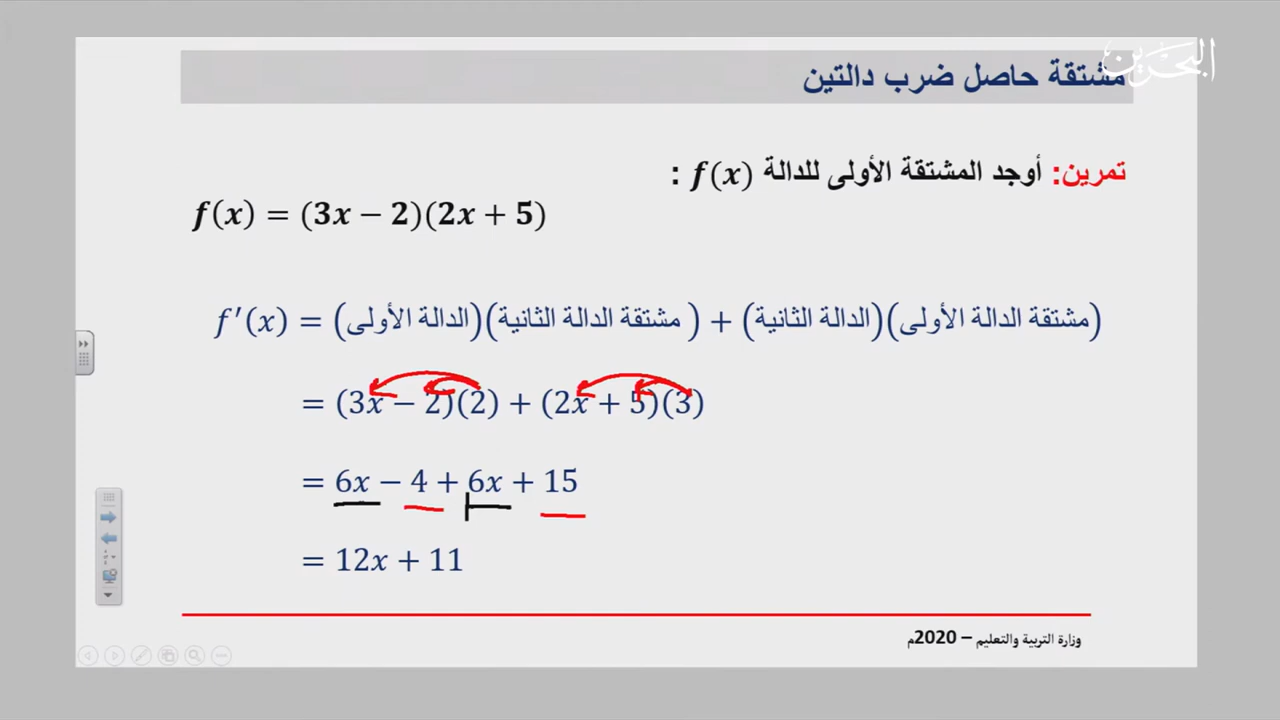 البحرين
مشتقة حاصل ضرب دالتين
تمرين: أوجد المشتقة الأولى للدالة f(x) :
f(x) = (3x − 2)(2x + 5)
f′(x) = (الدالة الأولى)(مشتقة الدالة الثانية) + (الدالة الثانية)(مشتقة الدالة الأولى)
= (3x − 2)(2) + (2x + 5)(3)
= 6x − 4 + 6x + 15
= 12x + 11
وزارة التربية والتعليم – 2020م